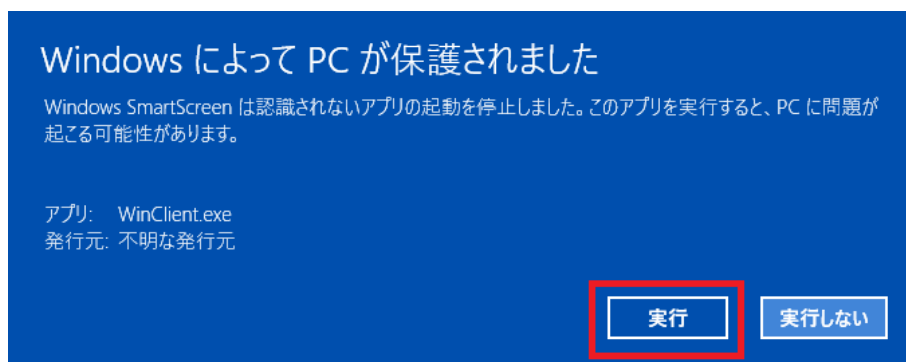 Windows によって PC が保護されました
Windows SmartScreen は認識されないアプリの起動を停止しました。このアプリを実行すると、PC に問題が
起こる可能性があります。
アプリ: WinClient.exe
発行元: 不明な発行元
実行 実行しない